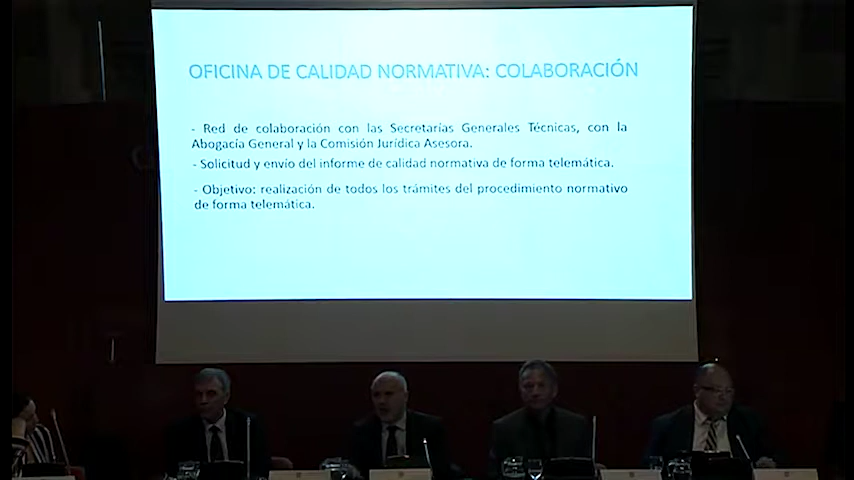 OFICINA DE CALIDAD NORMATIVA: COLABORACIÓN
- Red de colaboración con las Secretarías Generales Técnicas, con la
Abogacía General y la Comisión Jurídica Asesora.
- Solicitud y envío del informe de calidad normativa de forma telemática.
- Objetivo: realización de todos los trámites del procedimiento normativo
de forma telemática.